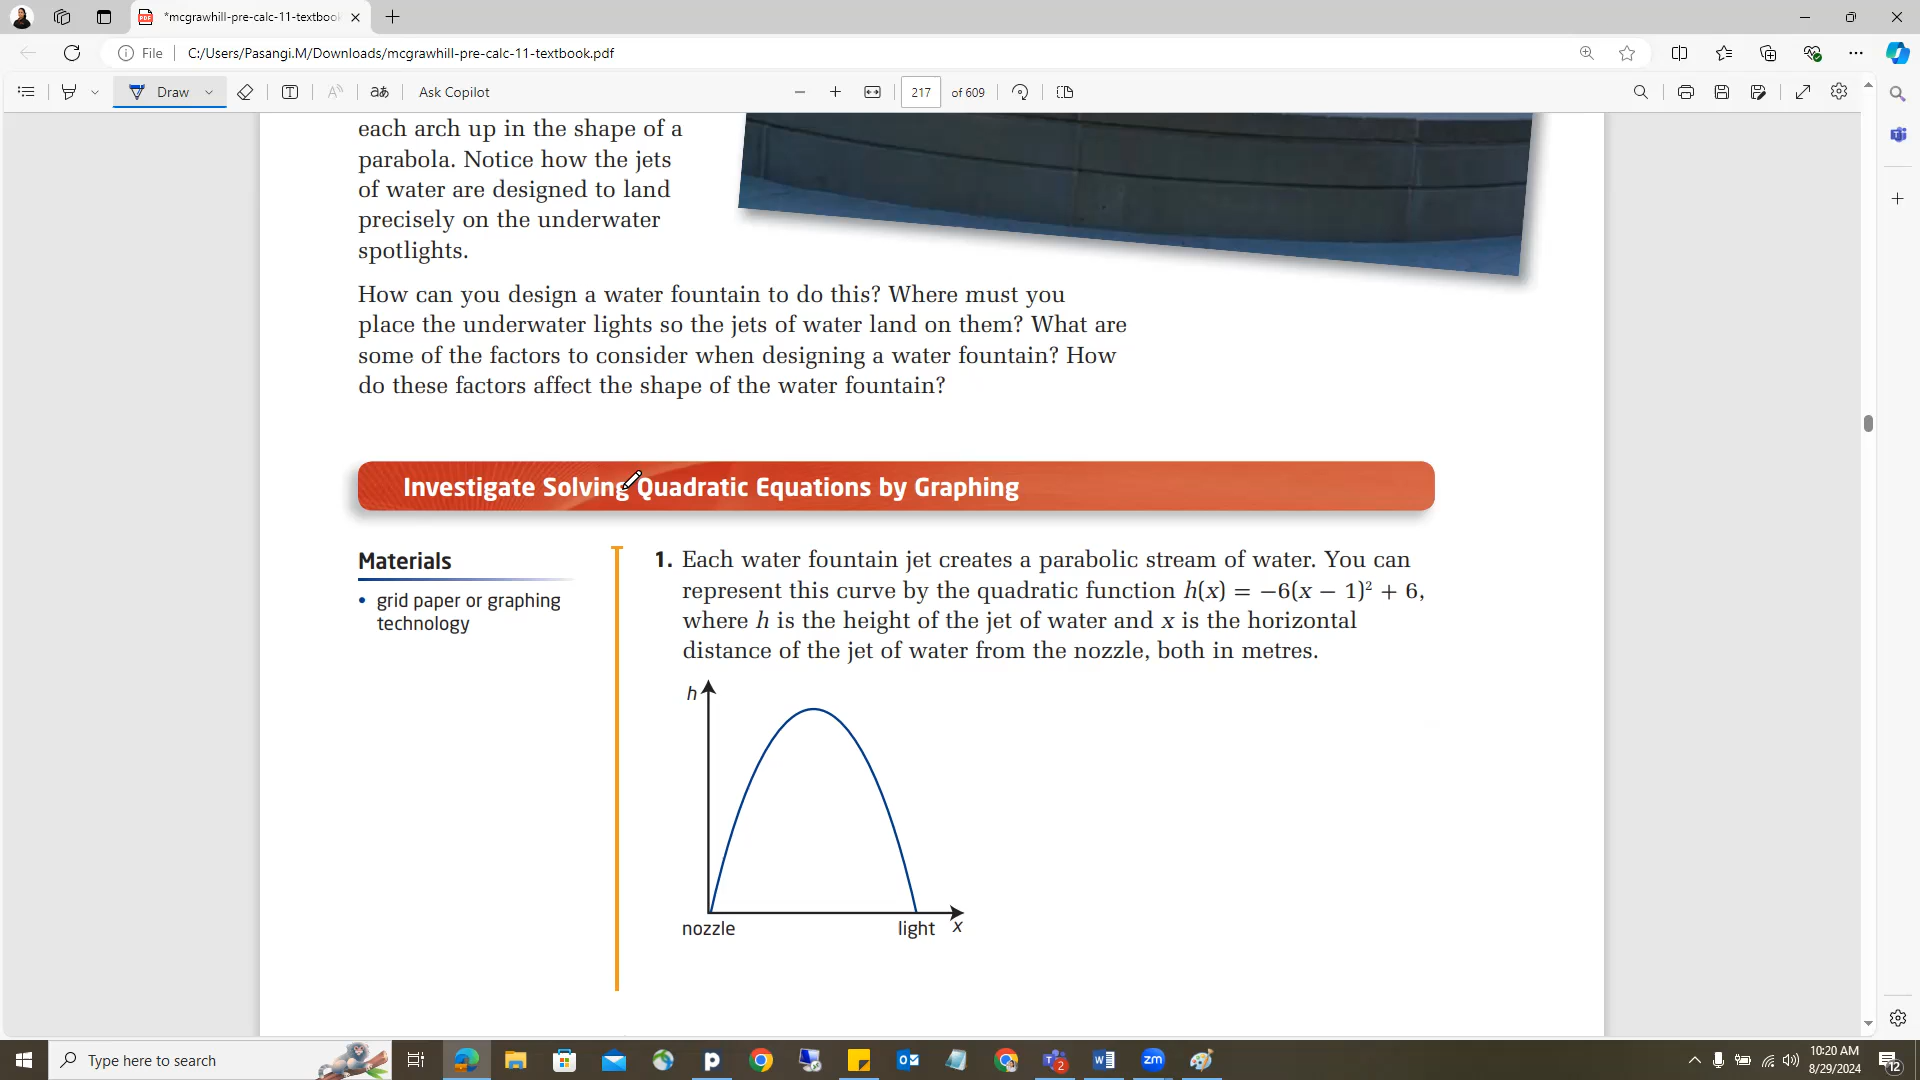 *mcgrawhill-pre-calc-11-textbook
File
C:/Users/Pasangi.M/Downloads/mcgrawhill-pre-calc-11-textbook.pdf
Draw
aあ
Ask Copilot
217
of 609
each arch up in the shape of a
parabola. Notice how the jets
of water are designed to land
precisely on the underwater
spotlights.
How can you design a water fountain to do this? Where must you
place the underwater lights so the jets of water land on them? What are
some of the factors to consider when designing a water fountain? How
do these factors affect the shape of the water fountain?
Investigate Solving Quadratic Equations by Graphing
Materials
• grid paper or graphing
technology
1. Each water fountain jet creates a parabolic stream of water. You can
represent this curve by the quadratic function h(x) = −6(x − 1)² + 6,
where h is the height of the jet of water and x is the horizontal
distance of the jet of water from the nozzle, both in metres.
h
nozzle
light
x
Type here to search
10:20 AM
8/29/2024
2
12
zm